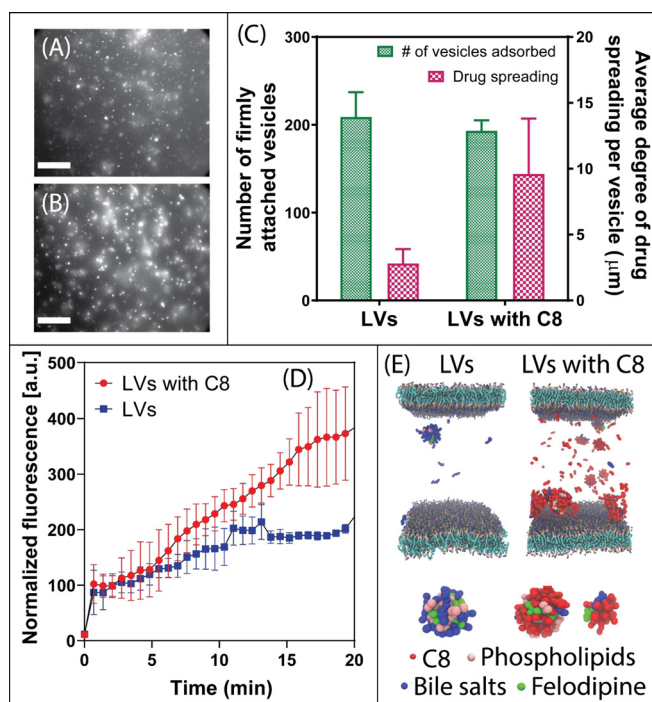 (A)
(B)
(C)
300
200
100
0
Number of firmly
attached vesicles
# of vesicles adsorbed
Drug spreading
20
15
10
5
0
Average degree of drug
spreading per vesicle (μm)
LVs
LVs with C8
(D)
500
400
300
200
100
0
Normalized fluorescence [a.u.]
LVs with C8
LVs
0
5
10
15
20
Time (min)
(E)
LVs
LVs with C8
C8
Phospholipids
Bile salts
Felodipine